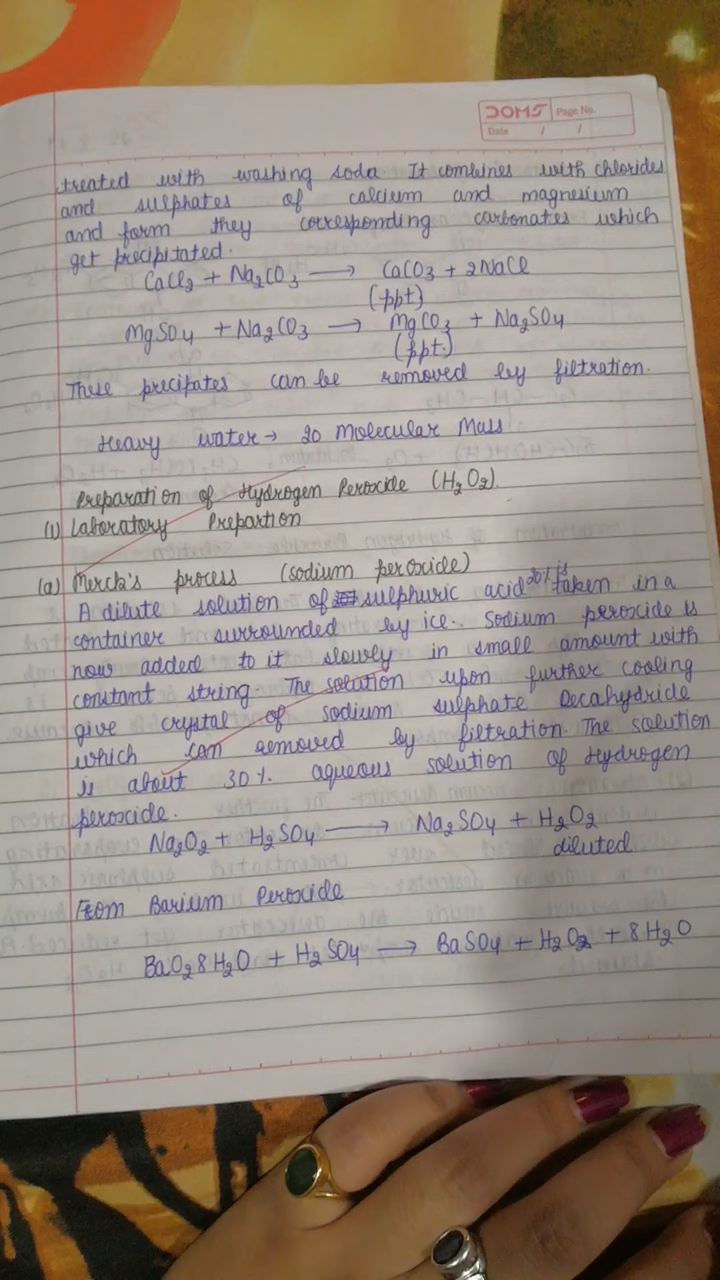 DOMS Page No.
Date / /
treated with washing soda It combines with chlorides
and sulphates of calcium and magnesium
and form they corresponding carbonates which
get precipitated.
CaCl2 + Na2CO3 → CaCO3 + 2NaCl
(ppt)
MgSO4 + Na2CO3 → MgCO3 + Na2SO4
(ppt.)
These precipates can be removed by filtration.
Heavy water → 20 Molecular Mass
Preparation of Hydrogen Peroxide (H2O2).
(1) Laboratory Prepartion
(a) Merck's process (sodium peroxide)
A dilute solution of sulphuric acid 20% is taken in a
container surrounded by ice. Sodium peroxide is
now added to it slowly in small amount with
constant string The solution upon further cooling
give crystal of sodium sulphate Decahydride
which can removed by filtration. The solution
is about 30%. aqueous solution of Hydrogen
peroxide.
Na2O2 + H2SO4 → Na2SO4 + H2O2
diluted
From Barium Peroxide
BaO2 8H2O + H2SO4 → BaSO4 + H2O2 + 8H2O